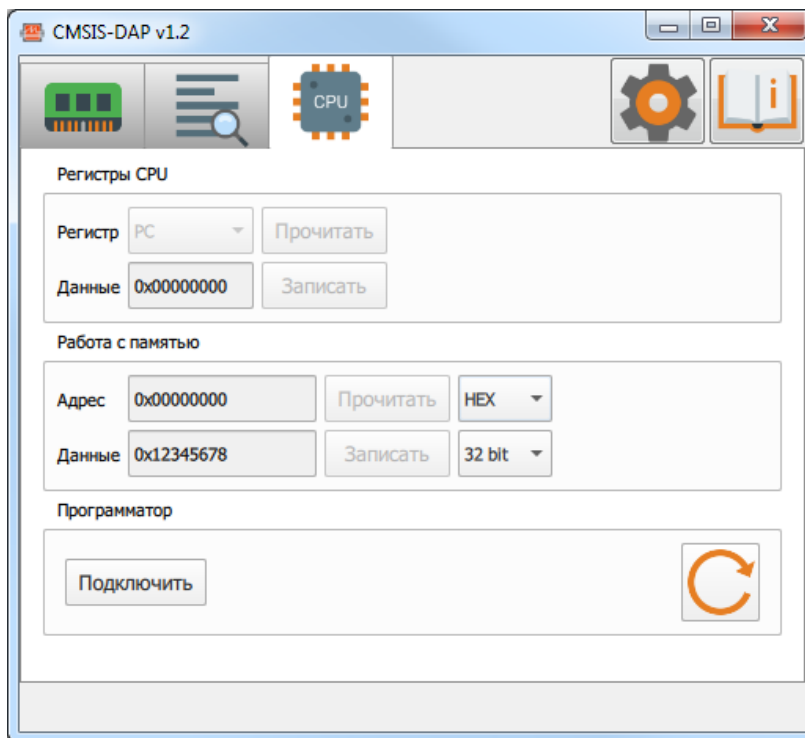 CMSIS-DAP v1.2
CPU
i
Регистры CPU
Регистр PC Прочитать
Данные 0x00000000 Записать
Работа с памятью
Адрес 0x00000000 Прочитать HEX
Данные 0x12345678 Записать 32 bit
Программатор
Подключить